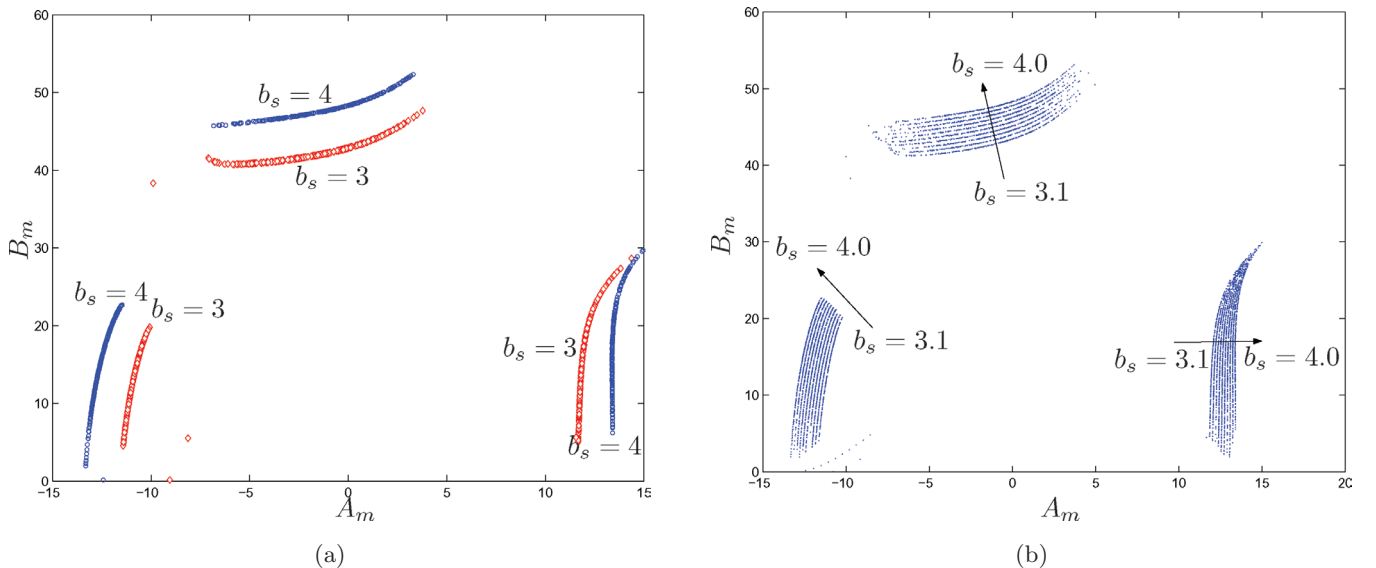 60
50
40
30
20
10
0
B_m
b_s = 4
b_s = 3
b_s = 4
b_s = 3
b_s = 3
b_s = 4
−15 −10 −5 0 5 10 15
A_m
(a)
60
50
40
30
20
10
0
B_m
b_s = 4.0
b_s = 3.1
b_s = 4.0
b_s = 3.1
b_s = 3.1
b_s = 4.0
−15 −10 −5 0 5 10 15 20
A_m
(b)